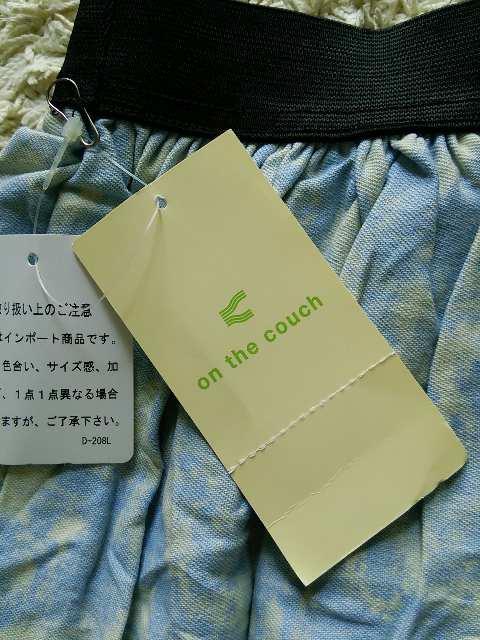 on the couch
り扱い上のご注意
はインポート商品です。
色合い、サイズ感、加
、1点1点異なる場合
ますが、ご了承下さい。
D-208L